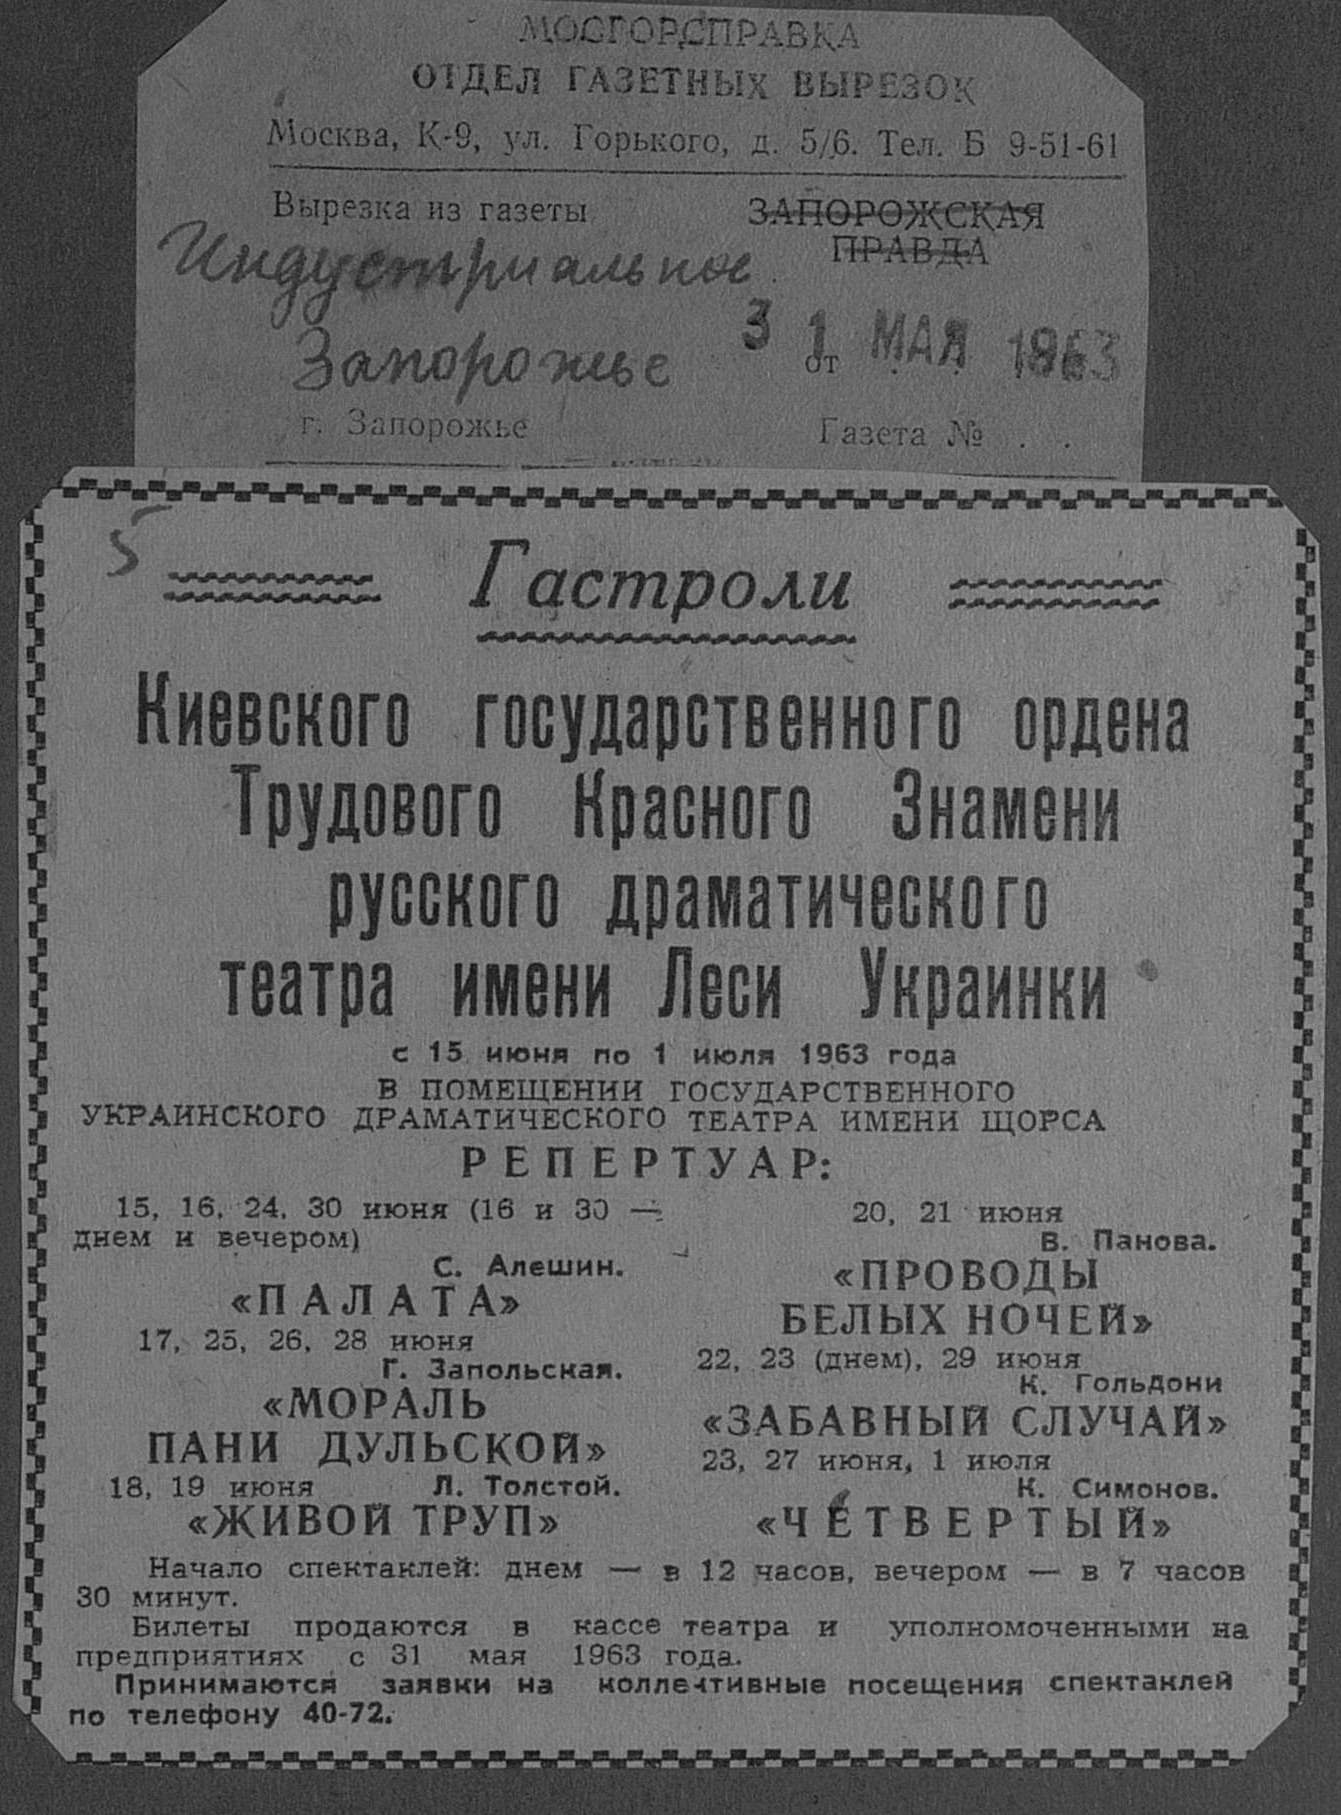 МОСГОРСПРАВКА
ОТДЕЛ ГАЗЕТНЫХ ВЫРЕЗОК
Москва, К-9, ул. Горького, д. 5/6. Тел. Б 9-51-61
Вырезка из газеты
ЗАПОРОЖСКАЯ
ПРАВДА
Индустриальное
Запорожье
31 МАЯ 1963
от . . .
г. Запорожье
Газета № . .
5
Гастроли
Киевского государственного ордена
Трудового Красного Знамени
русского драматического
театра имени Леси Украинки
с 15 июня по 1 июля 1963 года
В ПОМЕЩЕНИИ ГОСУДАРСТВЕННОГО
УКРАИНСКОГО ДРАМАТИЧЕСКОГО ТЕАТРА ИМЕНИ ЩОРСА
РЕПЕРТУАР:
15, 16, 24, 30 июня (16 и 30 —
днем и вечером)
С. Алешин.
«ПАЛАТА»
17, 25, 26, 28 июня
Г. Запольская.
«МОРАЛЬ
ПАНИ ДУЛЬСКОЙ»
18, 19 июня Л. Толстой.
«ЖИВОЙ ТРУП»
20, 21 июня
В. Панова.
«ПРОВОДЫ
БЕЛЫХ НОЧЕЙ»
22, 23 (днем), 29 июня
К. Гольдони
«ЗАБАВНЫЙ СЛУЧАЙ»
23, 27 июня, 1 июля
К. Симонов.
«ЧЕТВЕРТЫЙ»
Начало спектаклей: днем — в 12 часов, вечером — в 7 часов
30 минут.
Билеты продаются в кассе театра и уполномоченными на
предприятиях с 31 мая 1963 года.
Принимаются заявки на коллективные посещения спектаклей
по телефону 40-72.